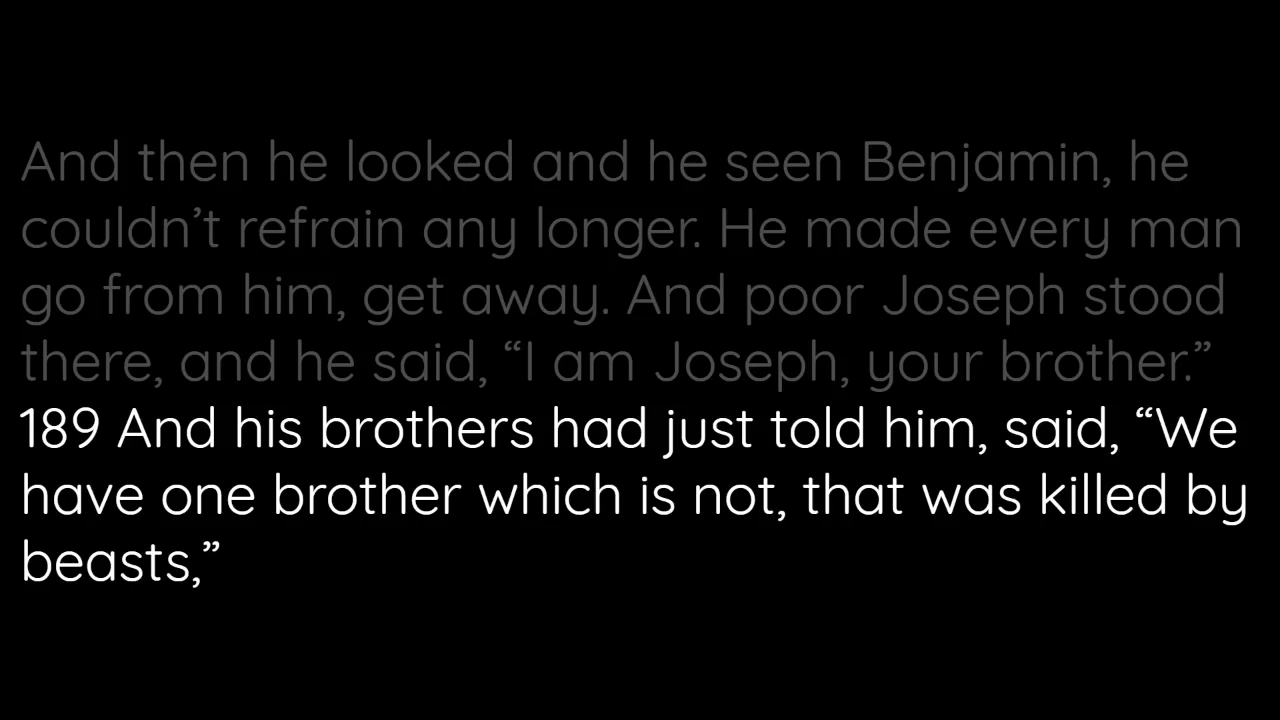 And then he looked and he seen Benjamin, he
couldn’t refrain any longer. He made every man
go from him, get away. And poor Joseph stood
there, and he said, “I am Joseph, your brother.”
189 And his brothers had just told him, said, “We
have one brother which is not, that was killed by
beasts,”